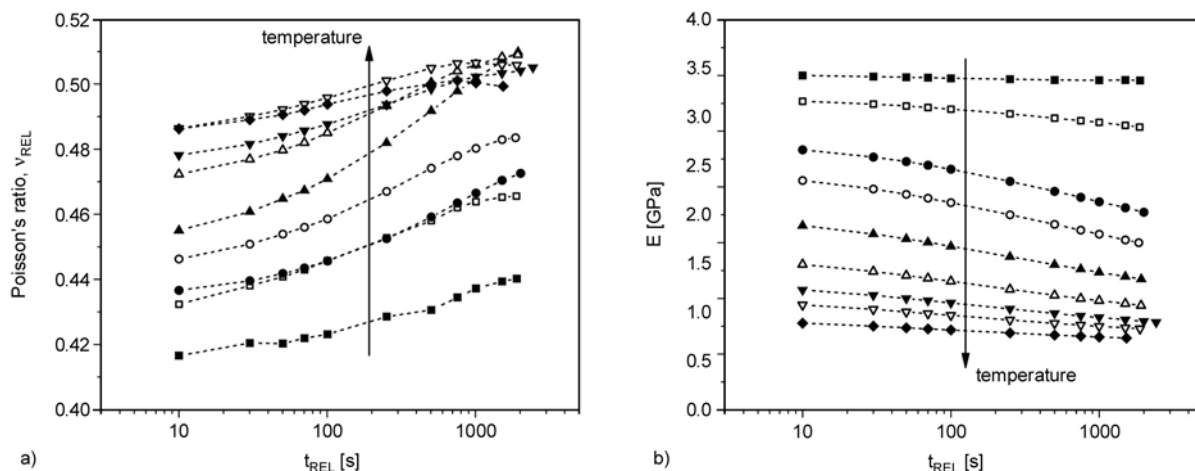 0.52
0.50
0.48
0.46
0.44
0.42
0.40
Poisson's ratio, νREL
temperature
10
100
1000
tREL [s]
a)
4.0
3.5
3.0
2.5
2.0
1.5
1.0
0.5
0.0
E [GPa]
temperature
10
100
1000
tREL [s]
b)